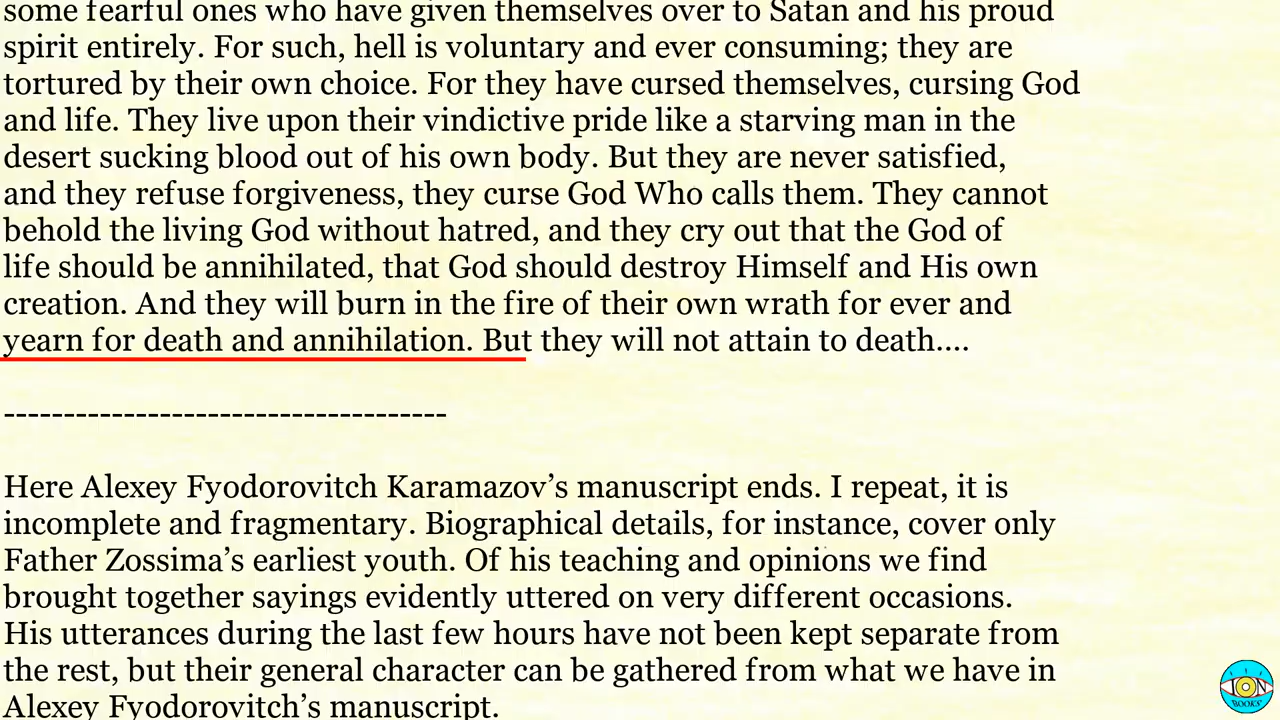 some fearful ones who have given themselves over to Satan and his proud
spirit entirely. For such, hell is voluntary and ever consuming; they are
tortured by their own choice. For they have cursed themselves, cursing God
and life. They live upon their vindictive pride like a starving man in the
desert sucking blood out of his own body. But they are never satisfied,
and they refuse forgiveness, they curse God Who calls them. They cannot
behold the living God without hatred, and they cry out that the God of
life should be annihilated, that God should destroy Himself and His own
creation. And they will burn in the fire of their own wrath for ever and
yearn for death and annihilation. But they will not attain to death....
-------------------------------------
Here Alexey Fyodorovitch Karamazov’s manuscript ends. I repeat, it is
incomplete and fragmentary. Biographical details, for instance, cover only
Father Zossima’s earliest youth. Of his teaching and opinions we find
brought together sayings evidently uttered on very different occasions.
His utterances during the last few hours have not been kept separate from
the rest, but their general character can be gathered from what we have in
Alexey Fyodorovitch’s manuscript.
ION
BOOKS